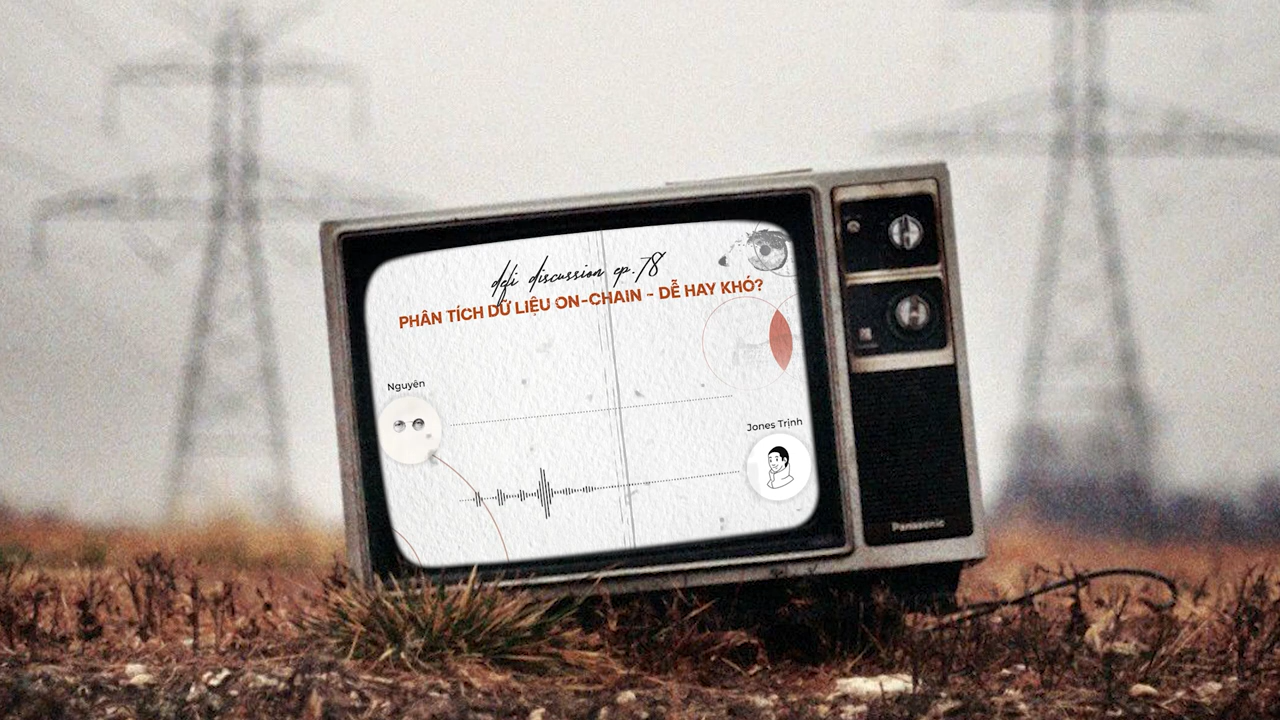 defi discussion ep.78
PHÂN TÍCH DỮ LIỆU ON-CHAIN - DỄ HAY KHÓ?
Nguyên
Jones Trịnh
Panasonic